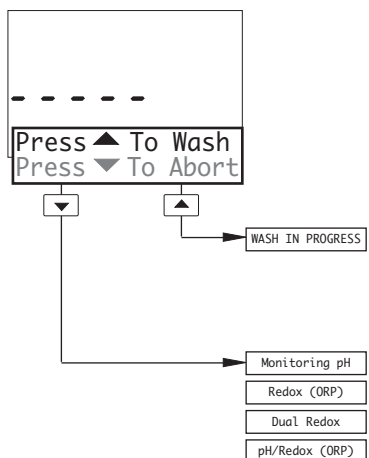 - - - - -
Press ▲ To Wash
Press ▼ To Abort
▼ ▲
WASH IN PROGRESS
Monitoring pH
Redox (ORP)
Dual Redox
pH/Redox (ORP)